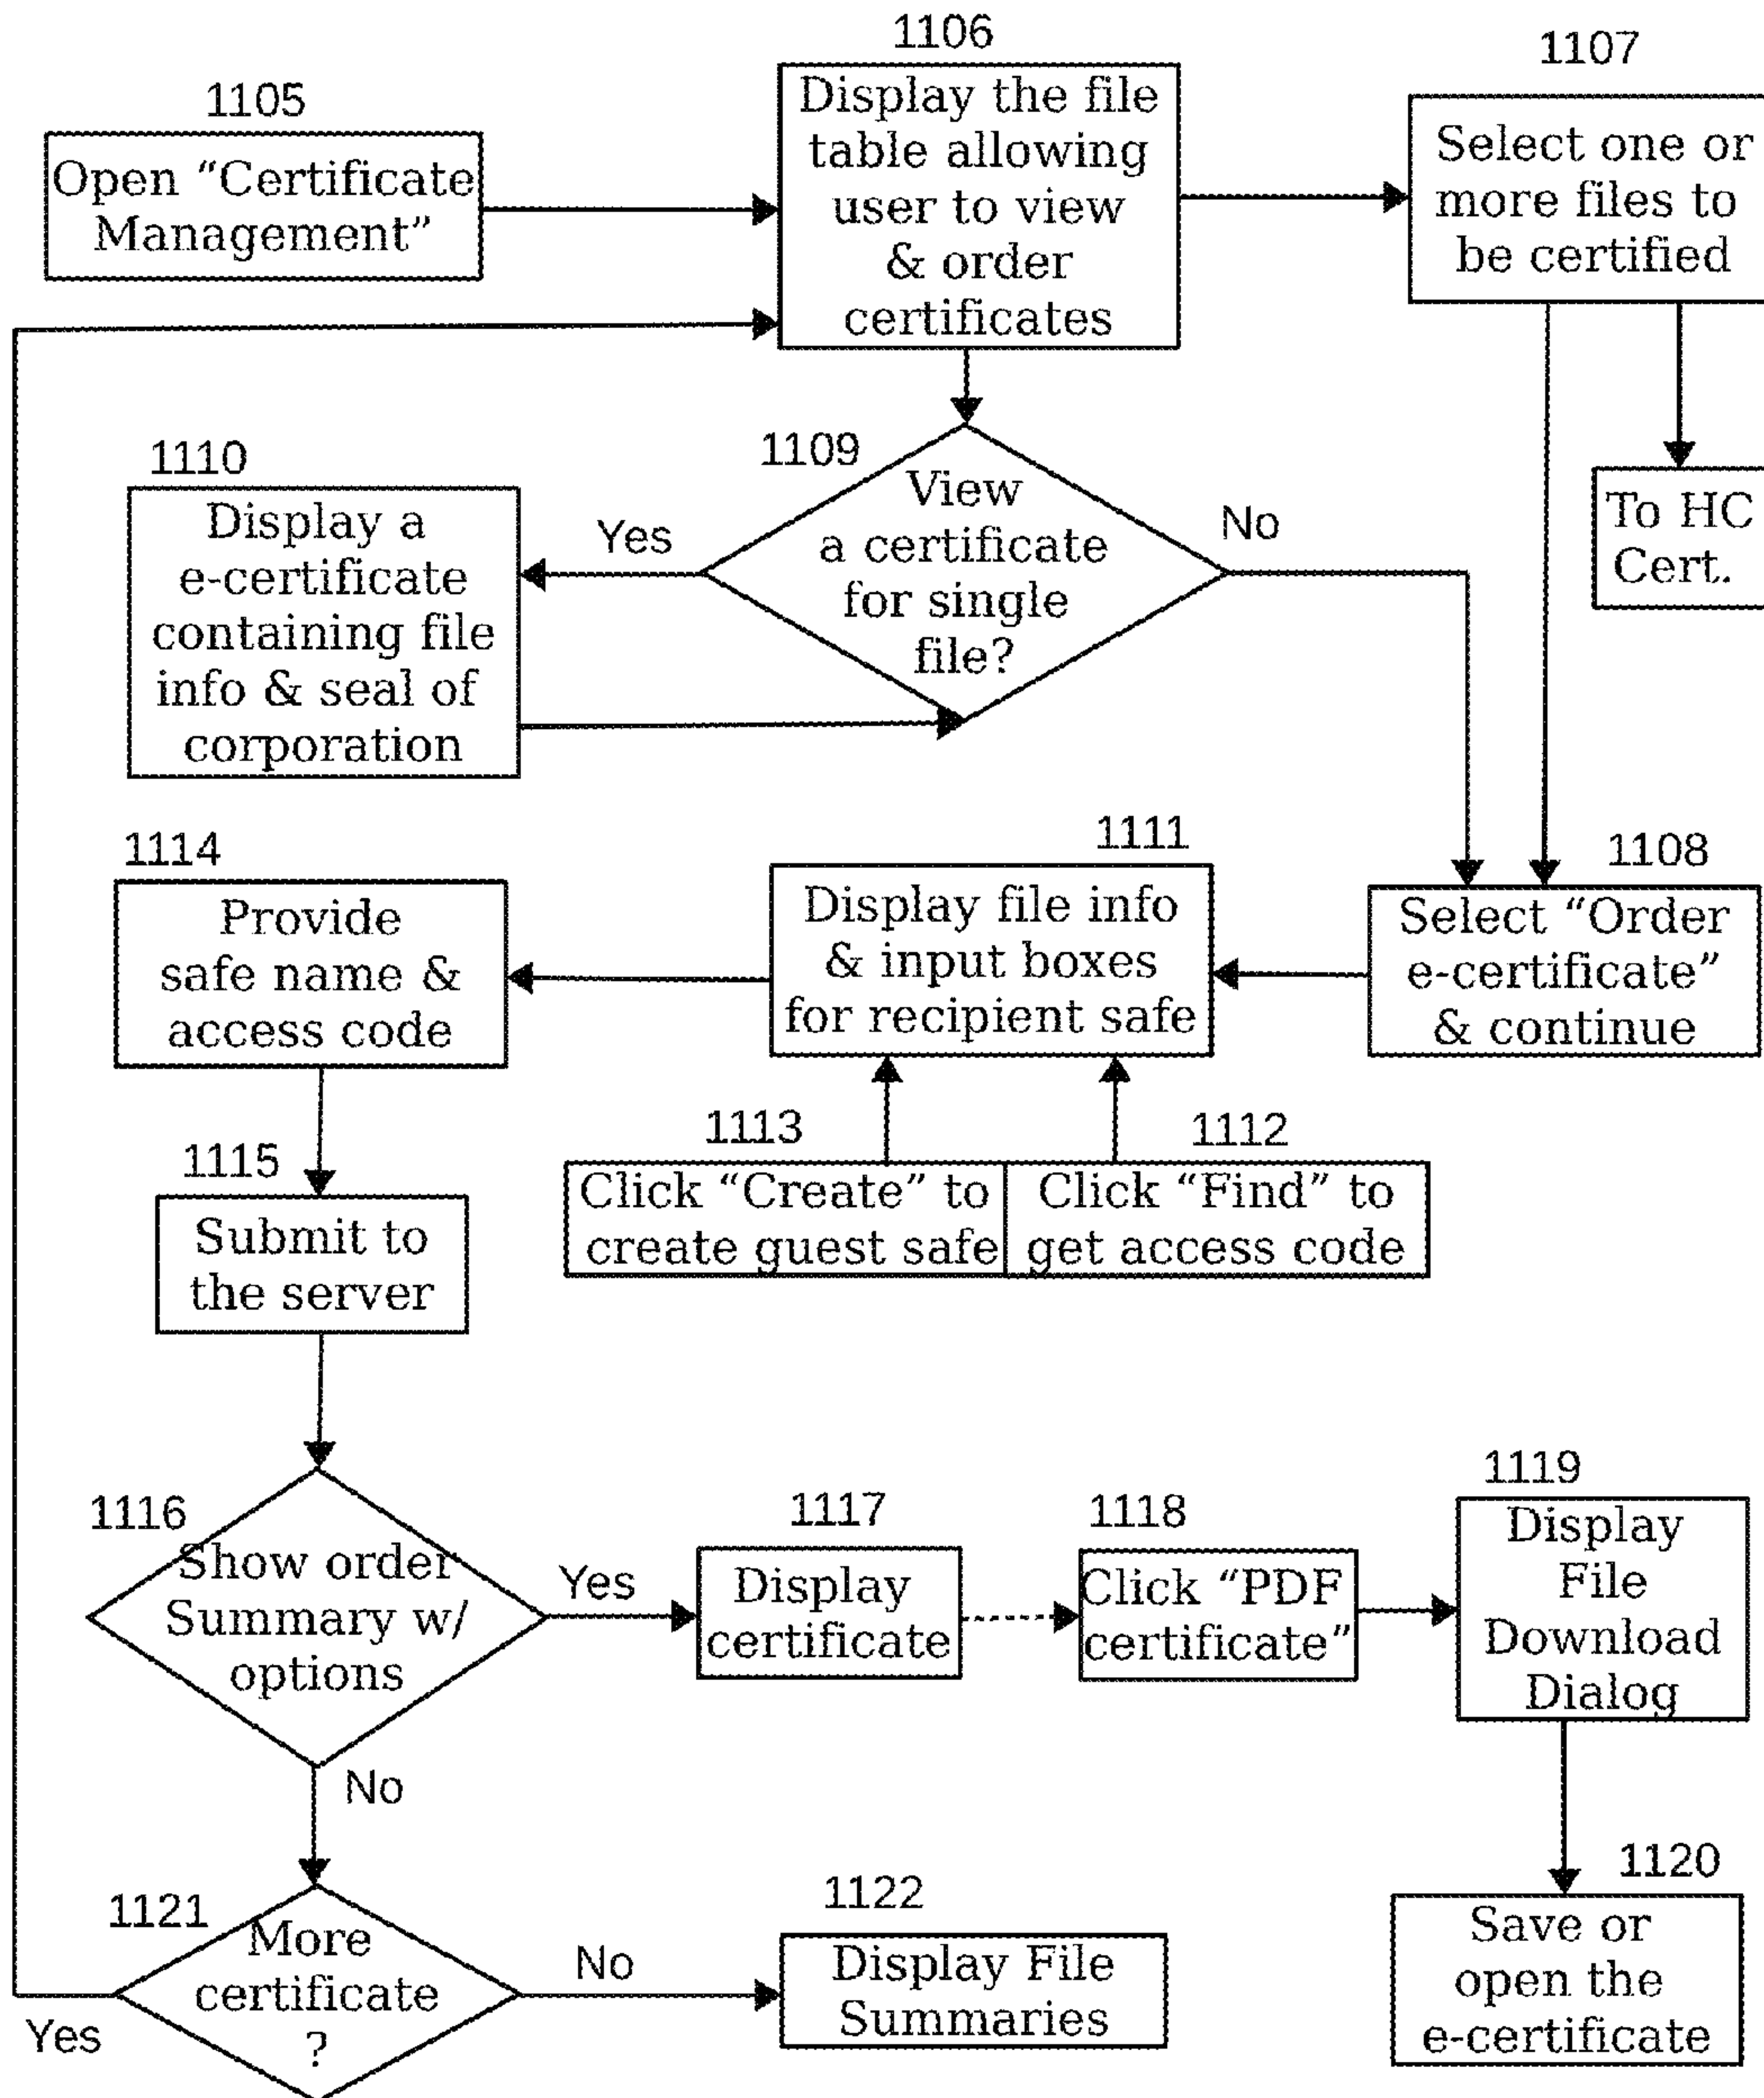 1105
Open “Certificate
Management”
1106
Display the file
table allowing
user to view
& order
certificates
1107
Select one or
more files to
be certified
To HC
Cert.
1109
View
a certificate
for single
file?
Yes
No
1110
Display a
e-certificate
containing file
info & seal of
corporation
1108
Select “Order
e-certificate”
& continue
1111
Display file info
& input boxes
for recipient safe
1113
Click “Create” to
create guest safe
1112
Click “Find” to
get access code
1114
Provide
safe name &
access code
1115
Submit to
the server
1116
Show order
Summary w/
options
Yes
No
1117
Display
certificate
1118
Click “PDF
certificate”
1119
Display
File
Download
Dialog
1120
Save or
open the
e-certificate
1121
More
certificate
?
Yes
No
1122
Display File
Summaries